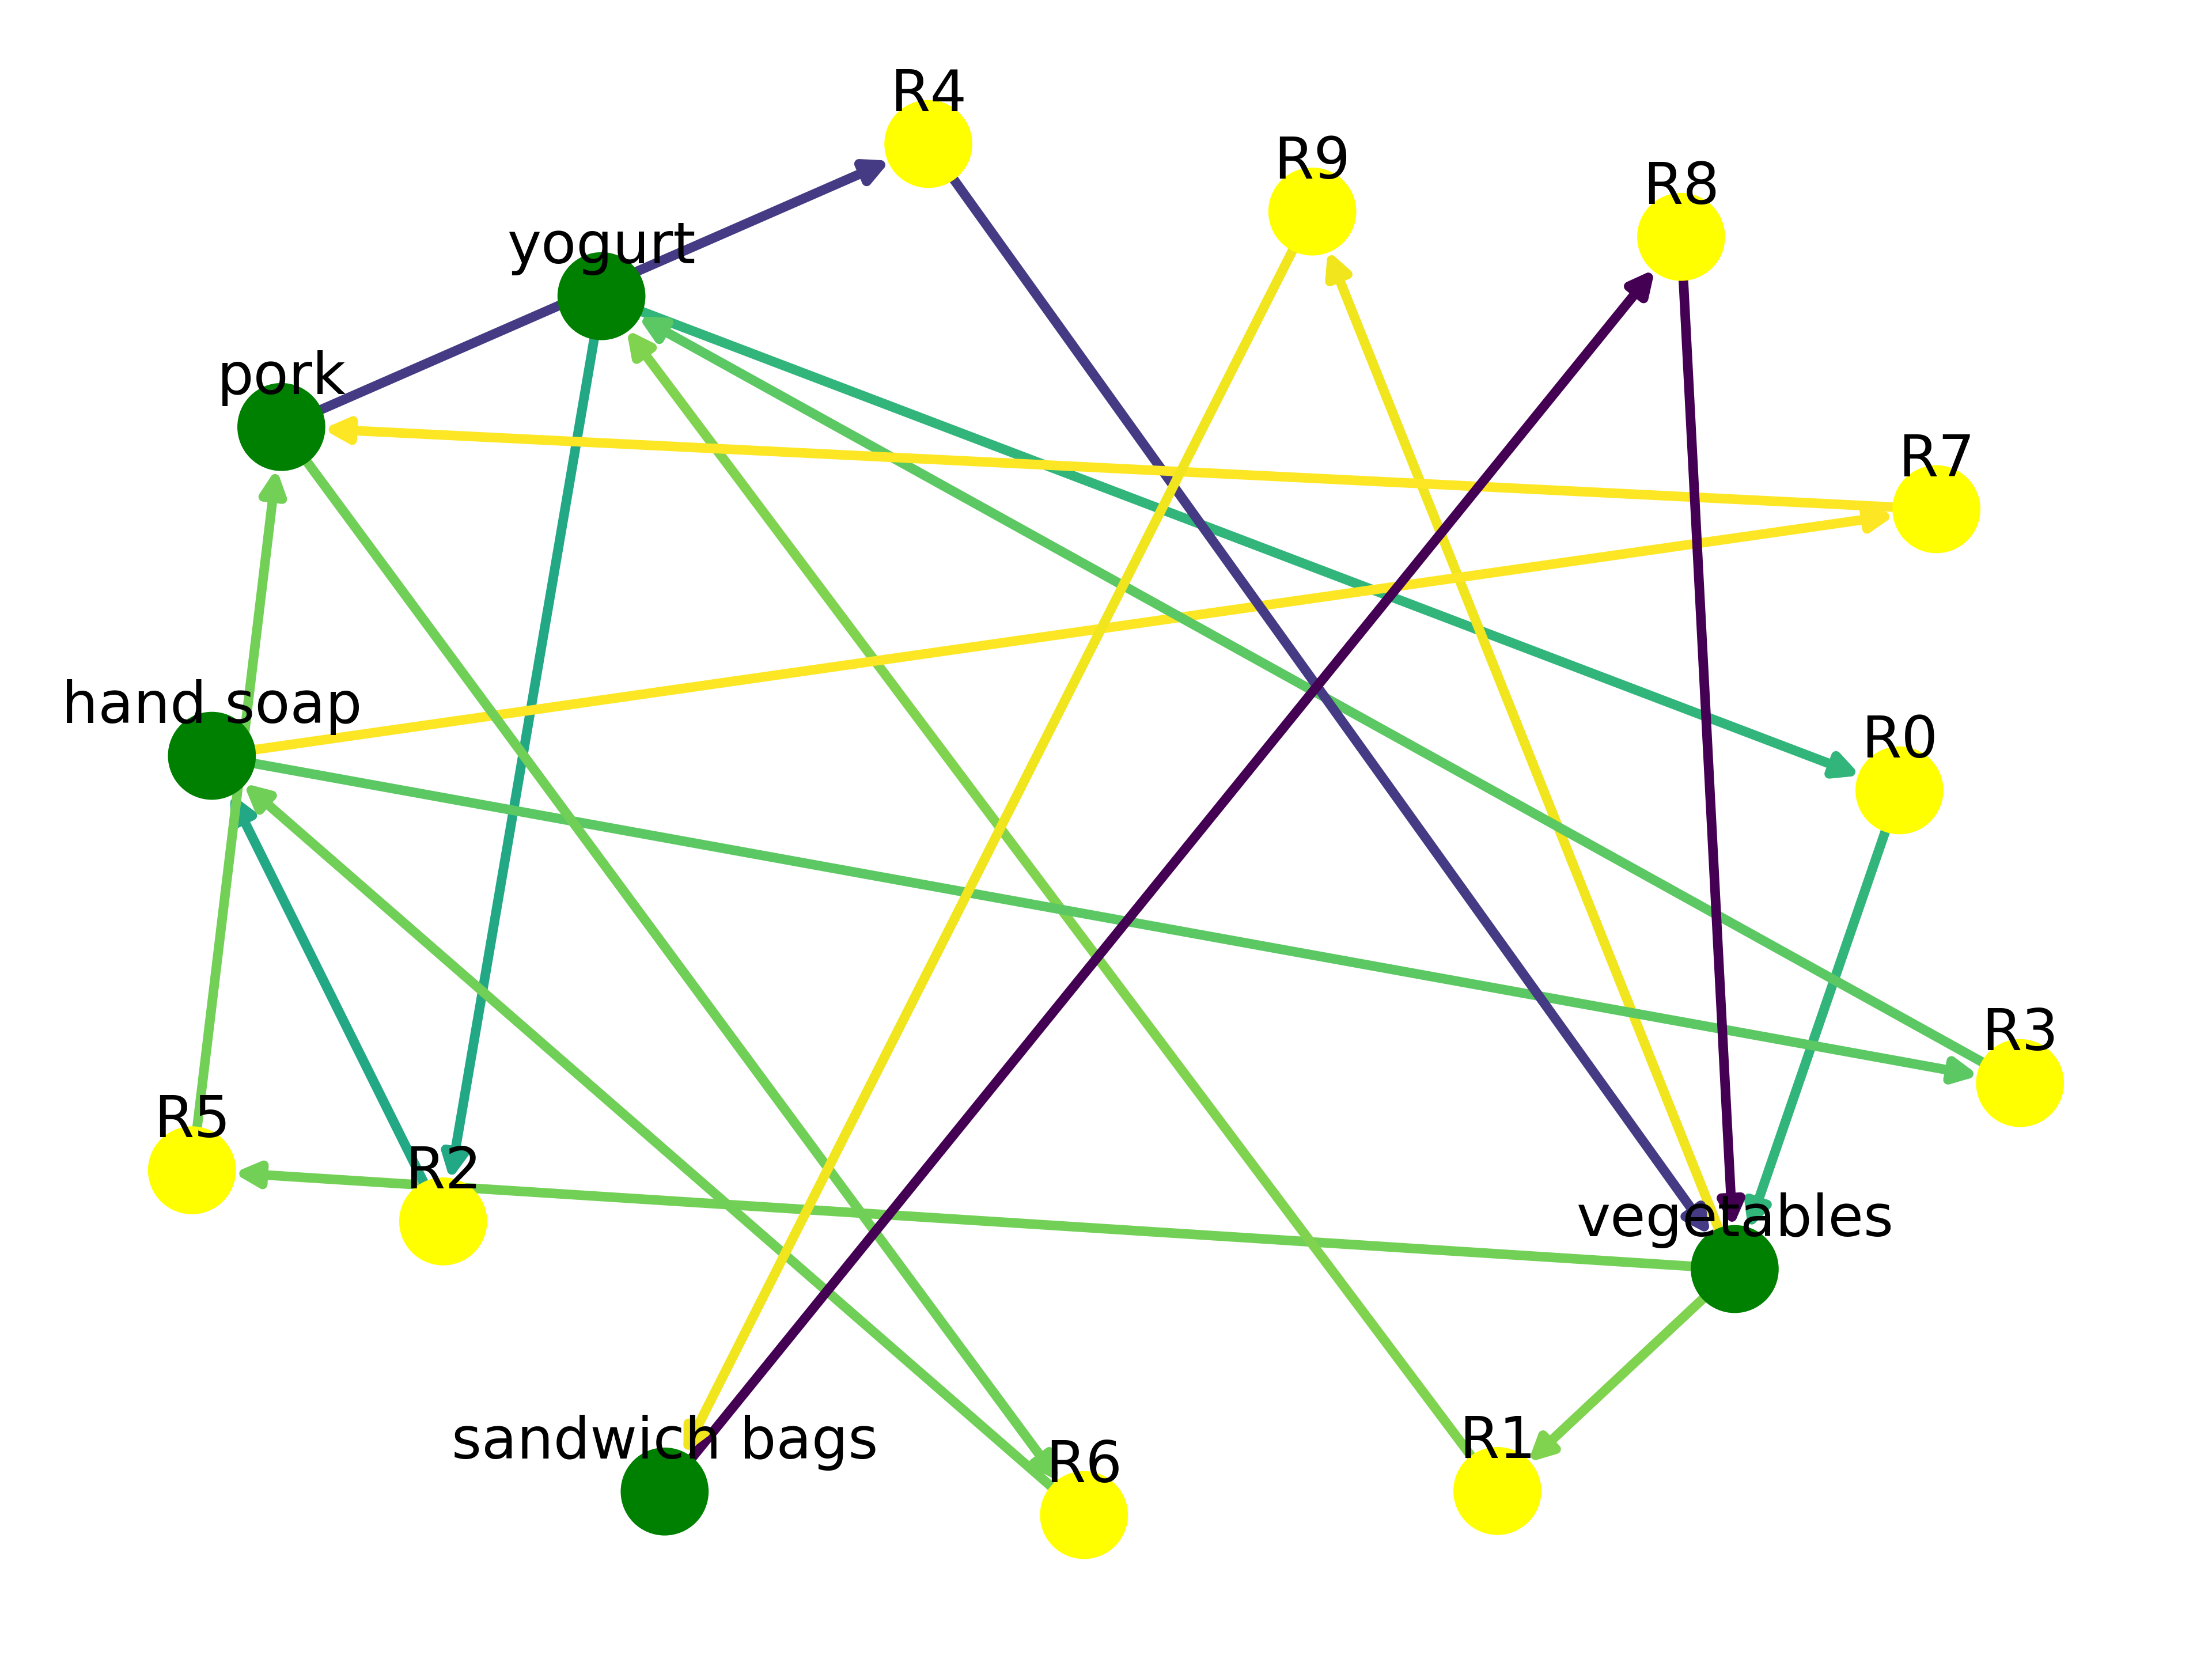 R4
R9
R8
yogurt
pork
R7
hand soap
R0
R3
R5
R2
vegetables
sandwich bags
R1
R6